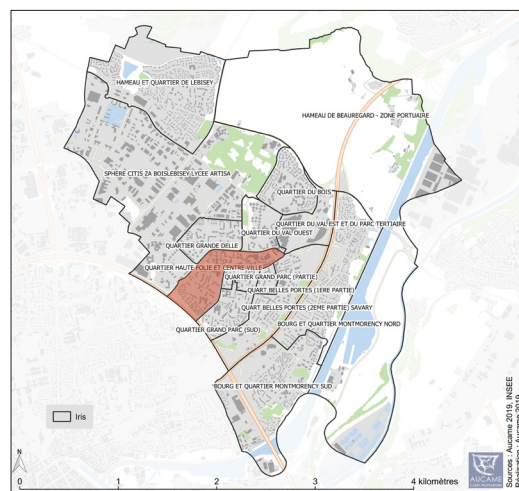 HAMEAU ET QUARTIER DE LEBISEY
HAMEAU DE BEAUREGARD - ZONE PORTUAIRE
SPHERE CITIS-ZA BOISLEBISEY LYCEE ARTISA
QUARTIER DU BOIS
QUARTIER DU VAL EST ET DU PARC TERTIAIRE
QUARTIER DU VAL OUEST
QUARTIER GRANDE DELLE
QUARTIER HAUTE FOLIE ET CENTRE-VILLE
QUARTIER GRAND PARC (PARTIE)
QUART BELLES PORTES (1ERE PARTIE)
QUART BELLES PORTES (2EME PARTIE) SAVARY
BOURG ET QUARTIER MONTMORENCY NORD
QUARTIER GRAND PARC (SUD)
BOURG ET QUARTIER MONTMORENCY SUD
Iris
N
0 1 2 3 4 kilomètres
AUCAME
Sources : Aucame 2019, INSEE
Réalisation : Aucame 2019